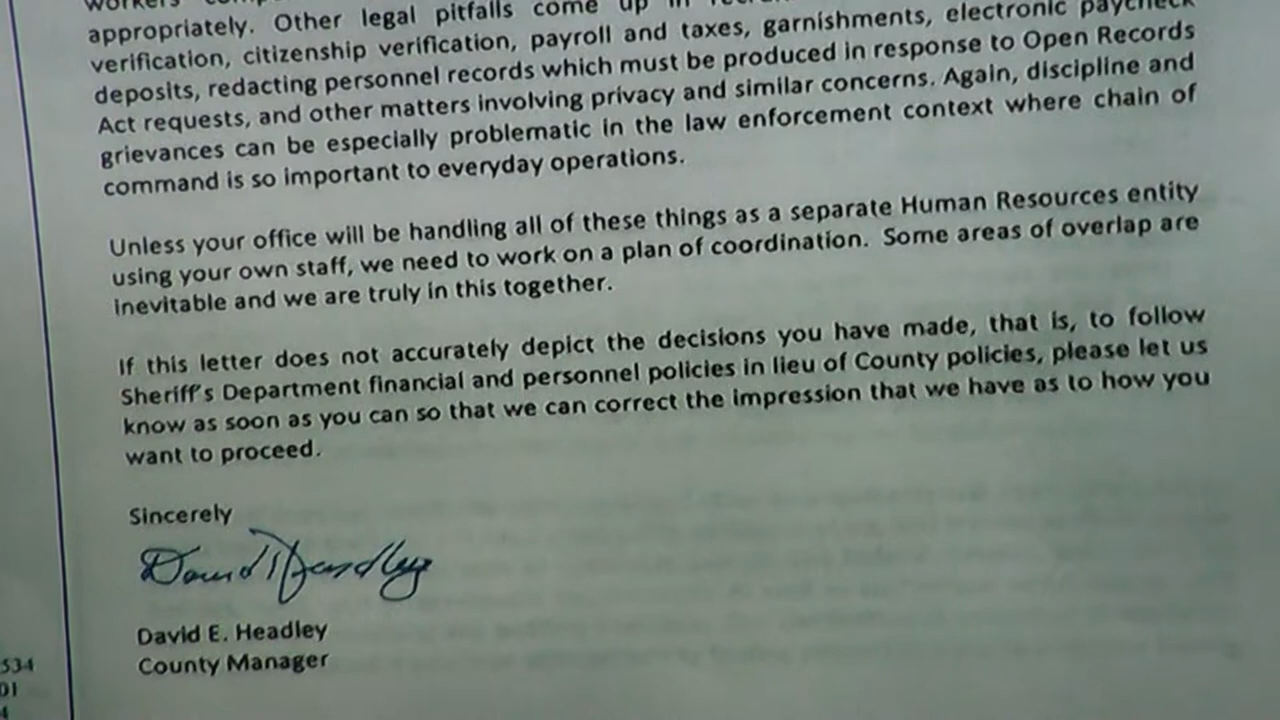 workers
appropriately. Other legal pitfalls come up in
verification, citizenship verification, payroll and taxes, garnishments, electronic paycheck
deposits, redacting personnel records which must be produced in response to Open Records
Act requests, and other matters involving privacy and similar concerns. Again, discipline and
grievances can be especially problematic in the law enforcement context where chain of
command is so important to everyday operations.
Unless your office will be handling all of these things as a separate Human Resources entity
using your own staff, we need to work on a plan of coordination. Some areas of overlap are
inevitable and we are truly in this together.
If this letter does not accurately depict the decisions you have made, that is, to follow
Sheriff's Department financial and personnel policies in lieu of County policies, please let us
know as soon as you can so that we can correct the impression that we have as to how you
want to proceed.
Sincerely
David E. Headley
County Manager
534
01
4